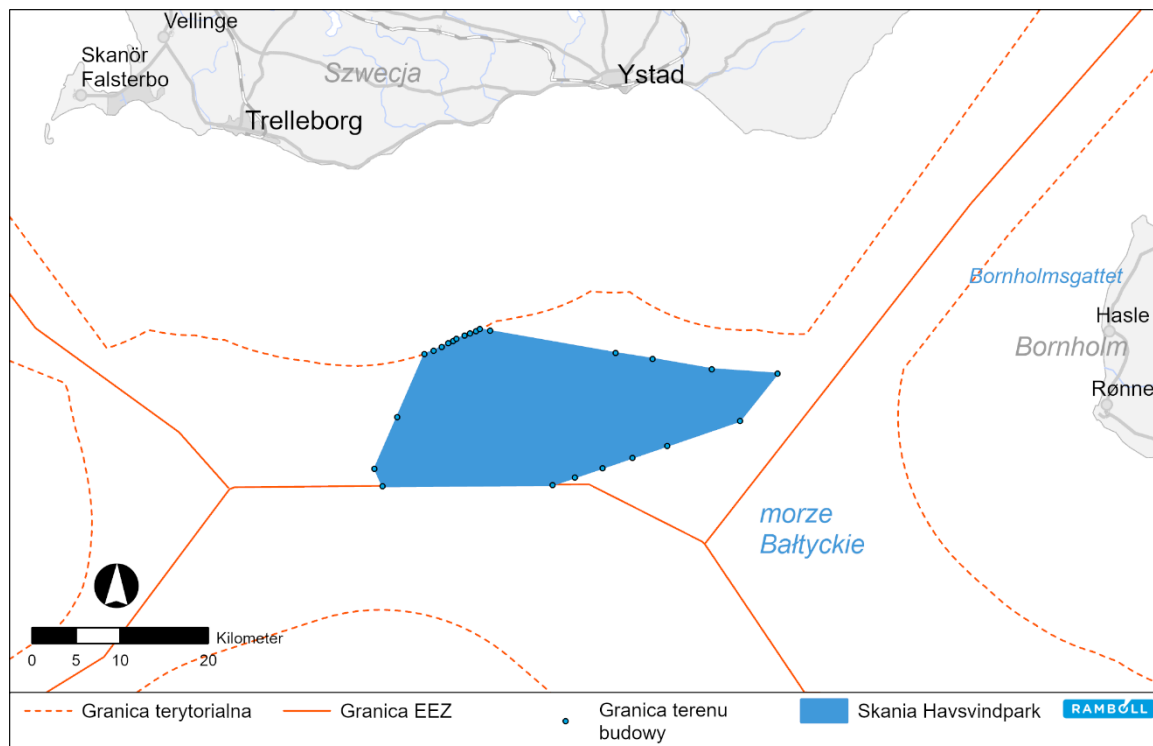 Vellinge
Skanör
Falsterbo
Szwecja
Ystad
Trelleborg
Bornholmsgattet
Hasle
Bornholm
Rønne
morze
Bałtyckie
Kilometer
0 5 10 20
Granica terytorialna
Granica EEZ
Granica terenu
budowy
Skania Havsvindpark
RAMBOLL